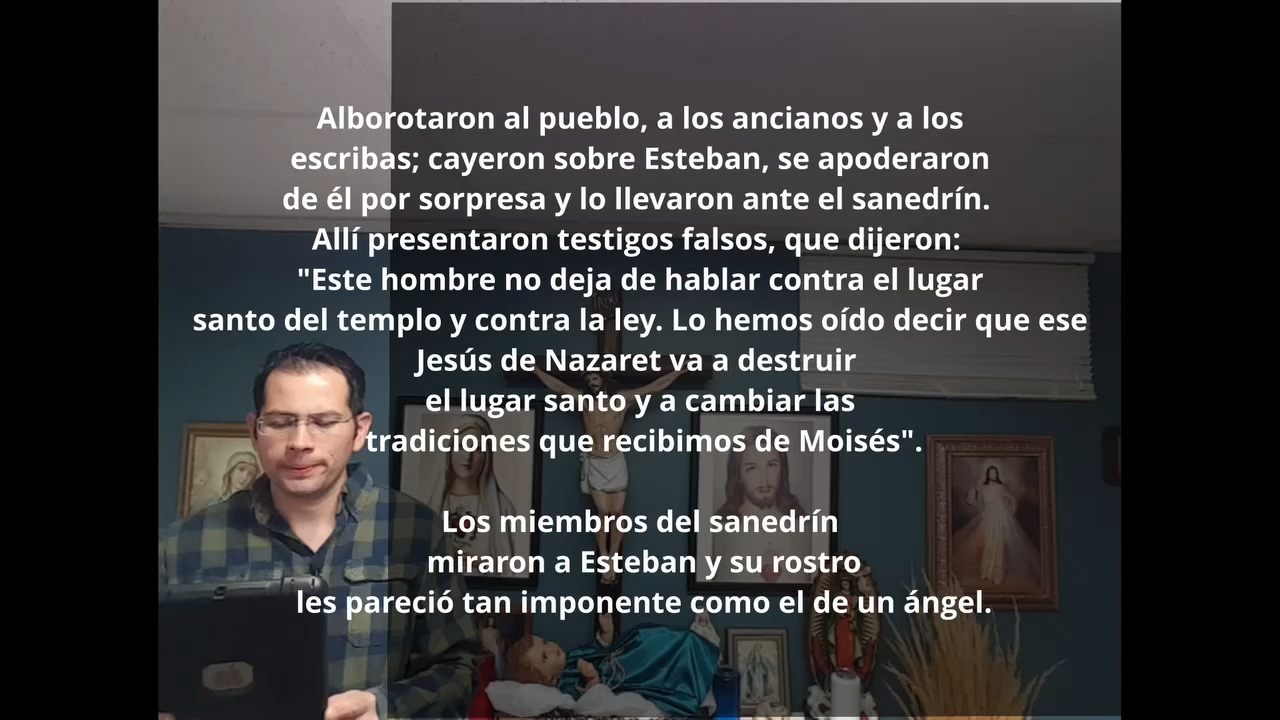 Alborotaron al pueblo, a los ancianos y a los
escribas; cayeron sobre Esteban, se apoderaron
de él por sorpresa y lo llevaron ante el sanedrín.
Allí presentaron testigos falsos, que dijeron:
"Este hombre no deja de hablar contra el lugar
santo del templo y contra la ley. Lo hemos oído decir que ese
Jesús de Nazaret va a destruir
el lugar santo y a cambiar las
tradiciones que recibimos de Moisés".
Los miembros del sanedrín
miraron a Esteban y su rostro
les pareció tan imponente como el de un ángel.